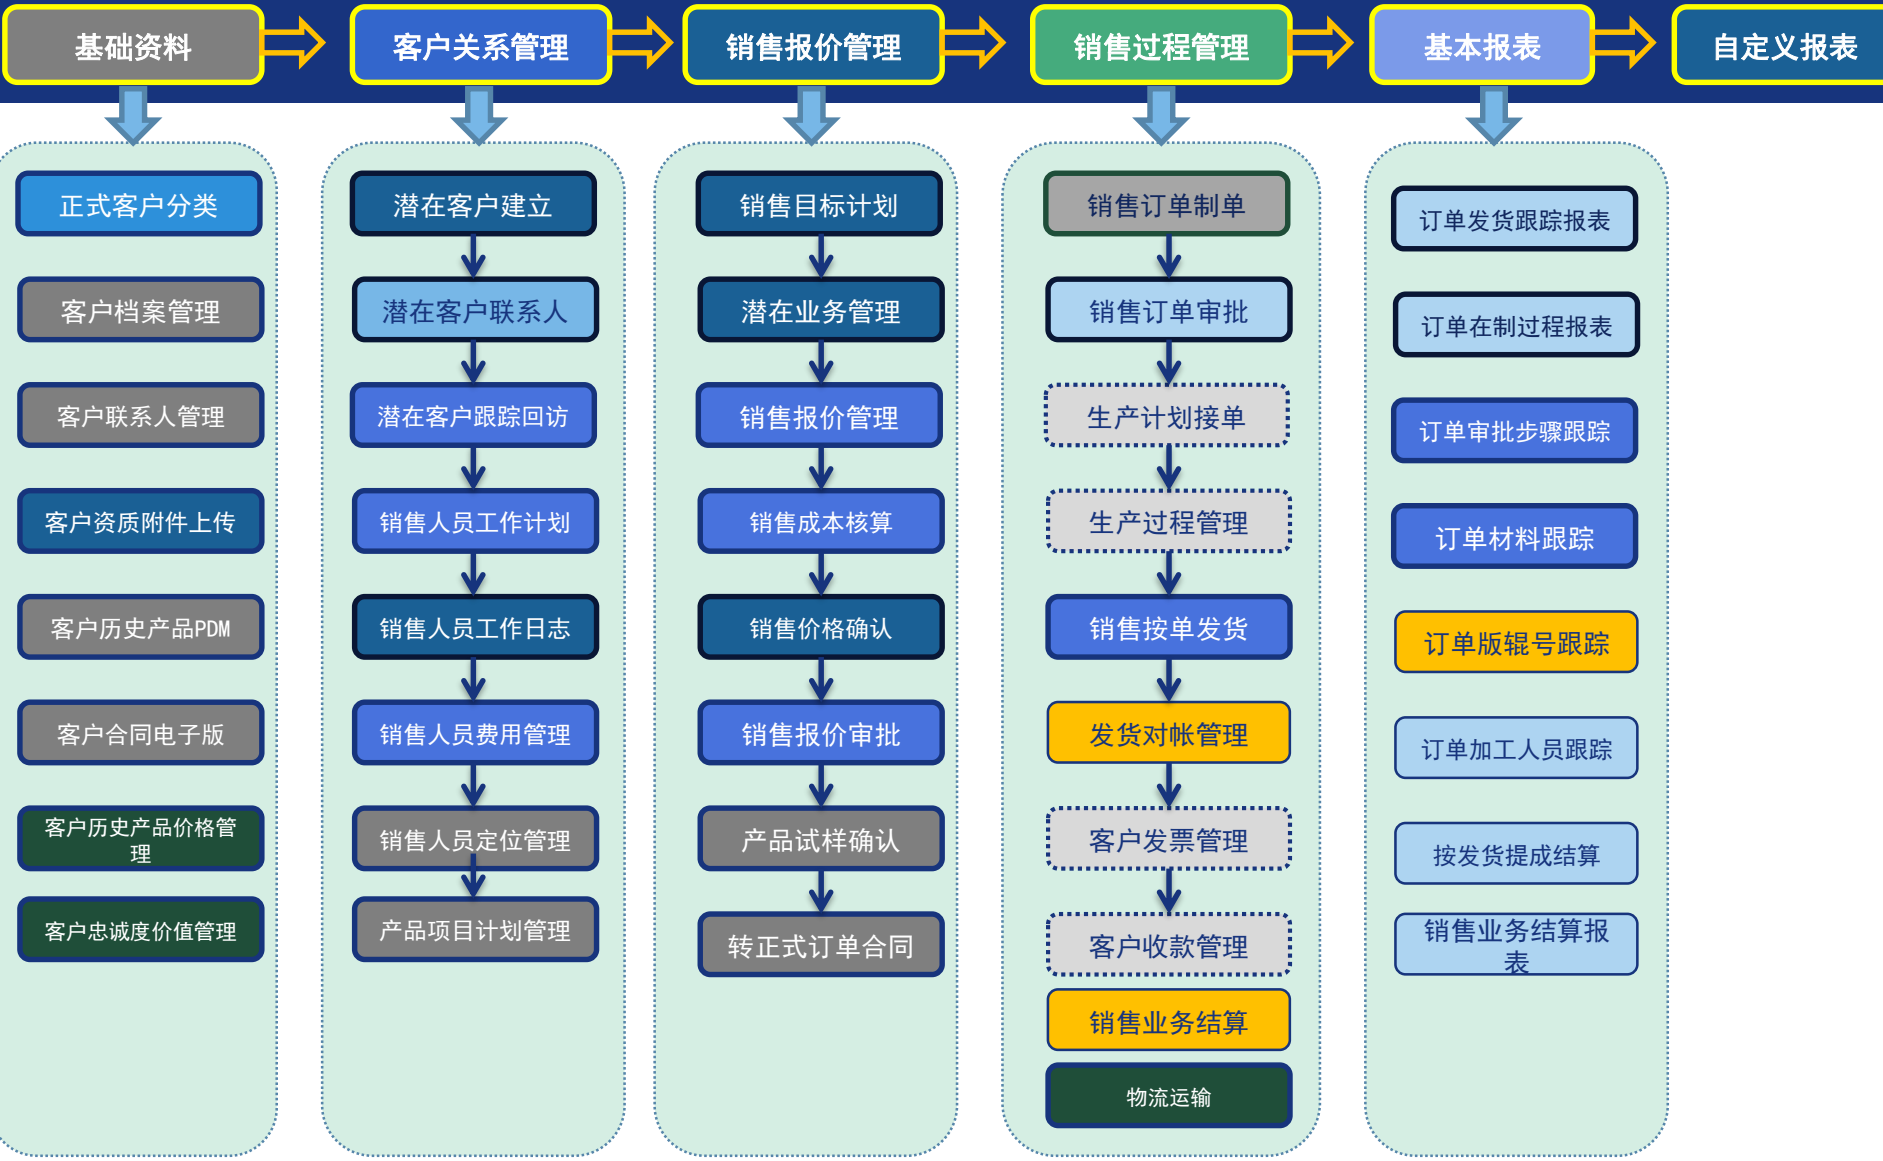 基础资料
客户关系管理
销售报价管理
销售过程管理
基本报表
自定义报表
正式客户分类
客户档案管理
客户联系人管理
客户资质附件上传
客户历史产品PDM
客户合同电子版
客户历史产品价格管
理
客户忠诚度价值管理
潜在客户建立
潜在客户联系人
潜在客户跟踪回访
销售人员工作计划
销售人员工作日志
销售人员费用管理
销售人员定位管理
产品项目计划管理
销售目标计划
潜在业务管理
销售报价管理
销售成本核算
销售价格确认
销售报价审批
产品试样确认
转正式订单合同
销售订单制单
销售订单审批
生产计划接单
生产过程管理
销售按单发货
发货对帐管理
客户发票管理
客户收款管理
销售业务结算
物流运输
订单发货跟踪报表
订单在制过程报表
订单审批步骤跟踪
订单材料跟踪
订单版辊号跟踪
订单加工人员跟踪
按发货提成结算
销售业务结算报
表